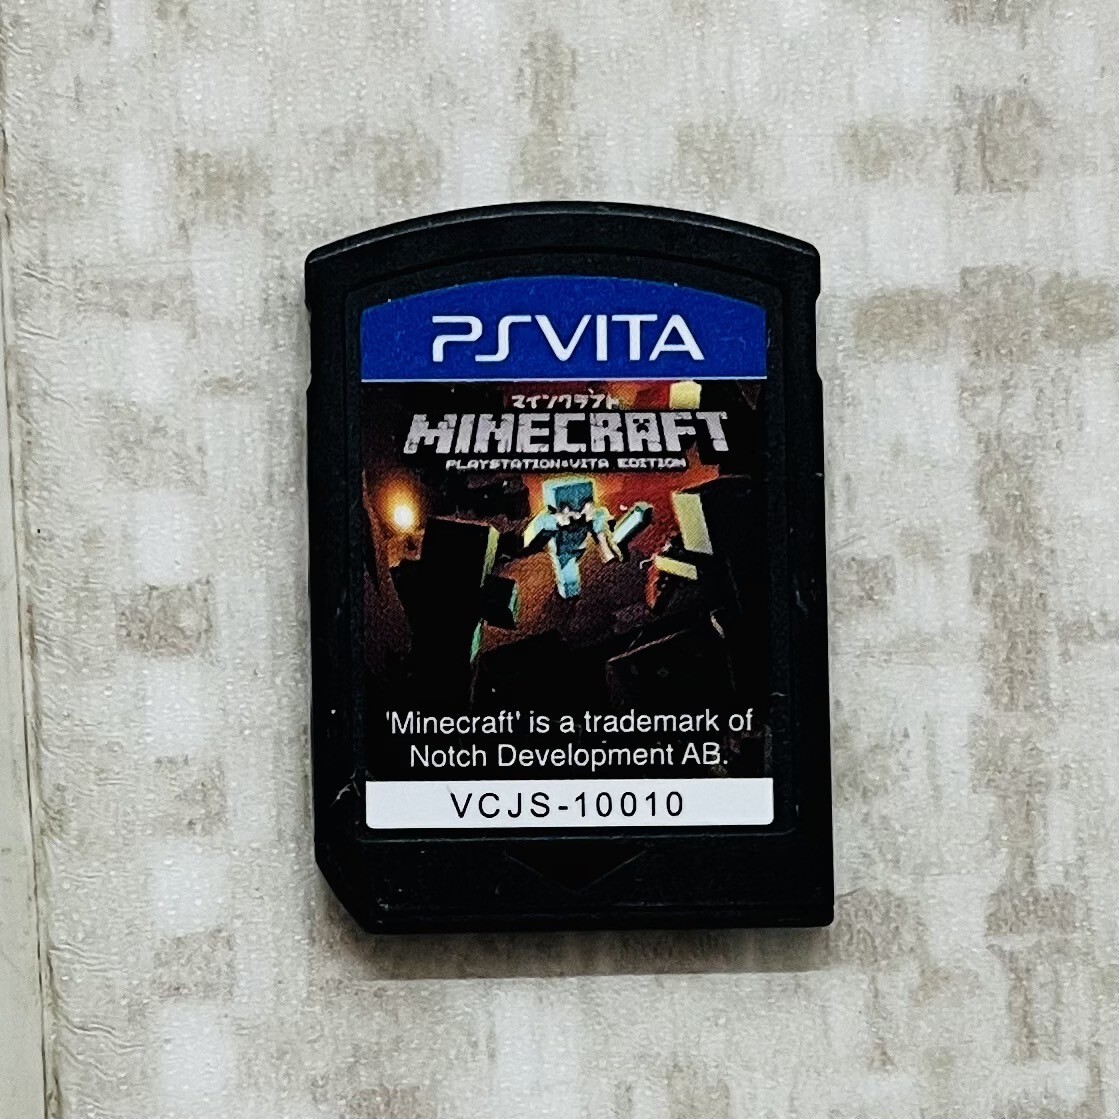 PSVITA
マインクラフト
MINECRAFT
PLAYSTATION®VITA EDITION
'Minecraft' is a trademark of
Notch Development AB.
VCJS-10010